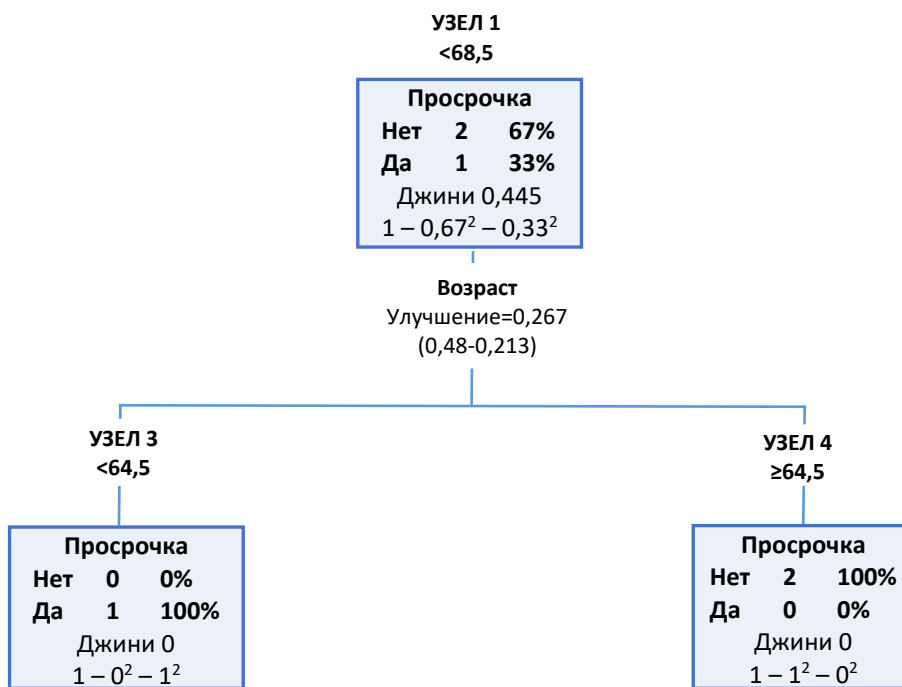 УЗЕЛ 1
<68,5
Просрочка
Нет 2 67%
Да 1 33%
Джини 0,445
1 – 0,67² – 0,33²
Возраст
Улучшение=0,267
(0,48-0,213)
УЗЕЛ 3
<64,5
Просрочка
Нет 0 0%
Да 1 100%
Джини 0
1 – 0² – 1²
УЗЕЛ 4
≥64,5
Просрочка
Нет 2 100%
Да 0 0%
Джини 0
1 – 1² – 0²